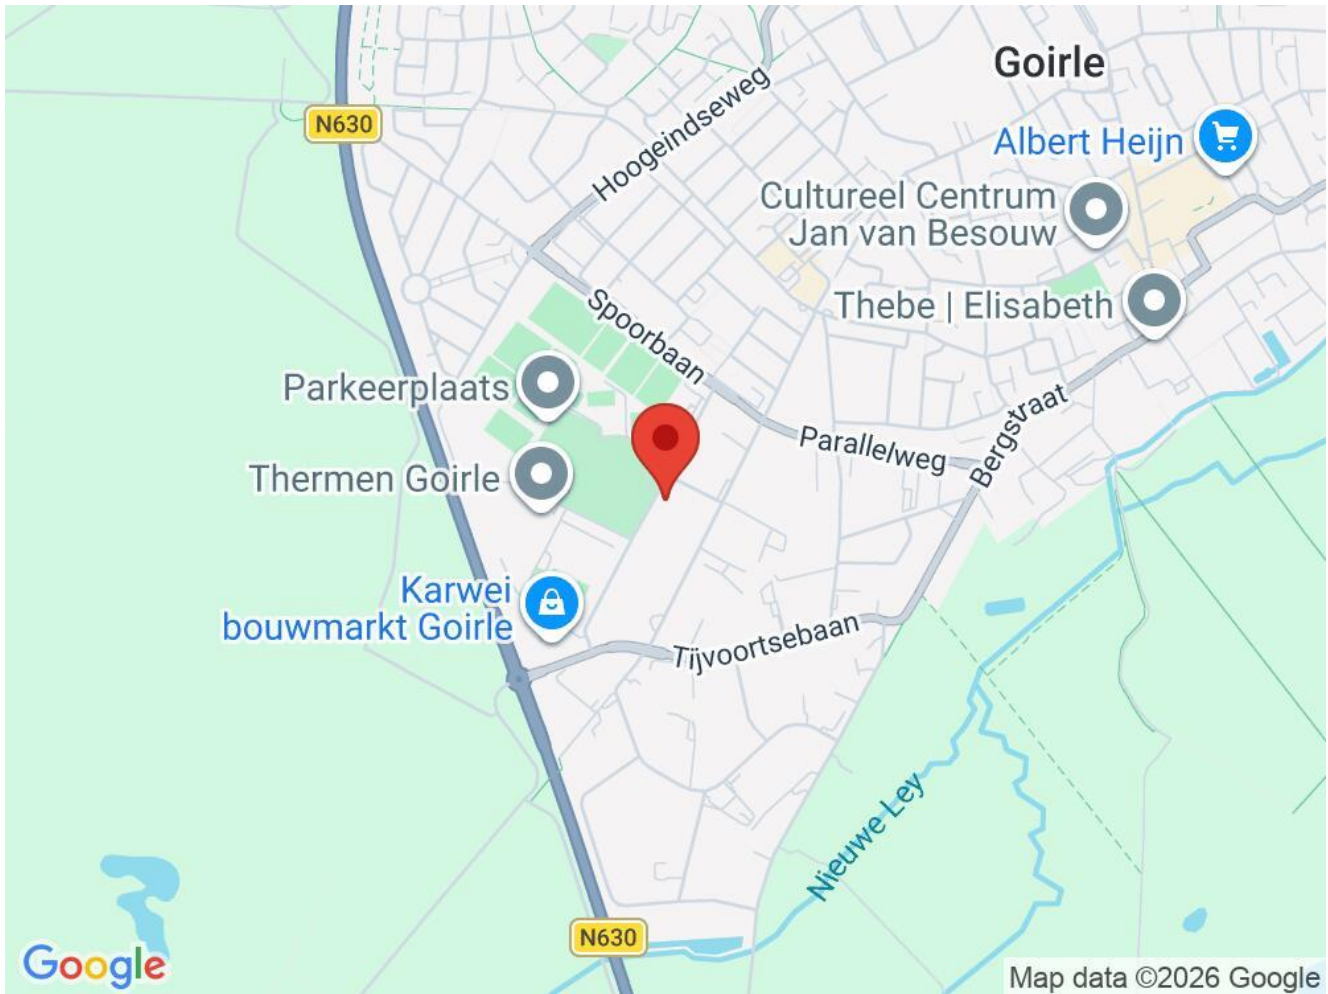 Goirle
N630
Hoogeindseweg
Albert Heijn
Cultureel Centrum
Jan van Besouw
Spoorbaan
Thebe | Elisabeth
Parkeerplaats
Bergstraat
Parallelweg
Thermen Goirle
Karwei
bouwmarkt Goirle
Tijvoortsebaan
Nieuwe Ley
N630
Google
Map data ©2026 Google